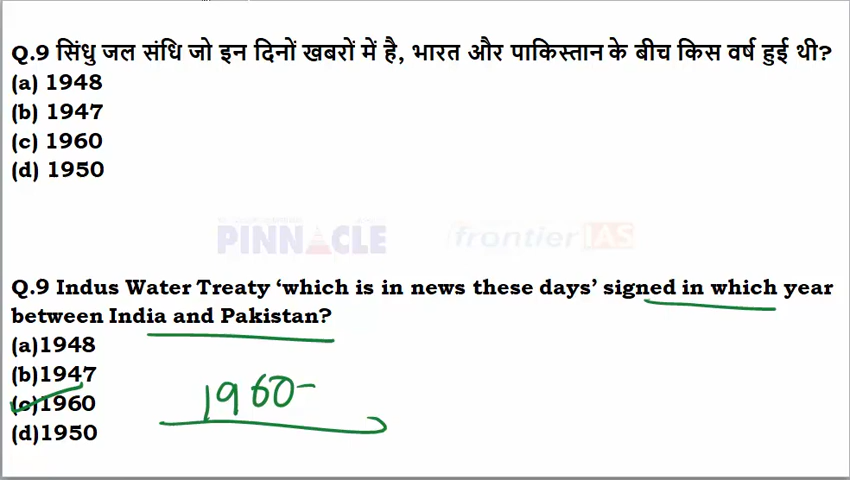 Q.9 सिंधु जल संधि जो इन दिनों खबरों में है, भारत और पाकिस्तान के बीच किस वर्ष हुई थी?
(a) 1948
(b) 1947
(c) 1960
(d) 1950
PINNACLE frontier IAS
Q.9 Indus Water Treaty ‘which is in news these days’ signed in which year
between India and Pakistan?
(a)1948
(b)1947
(c)1960
1960
(d)1950